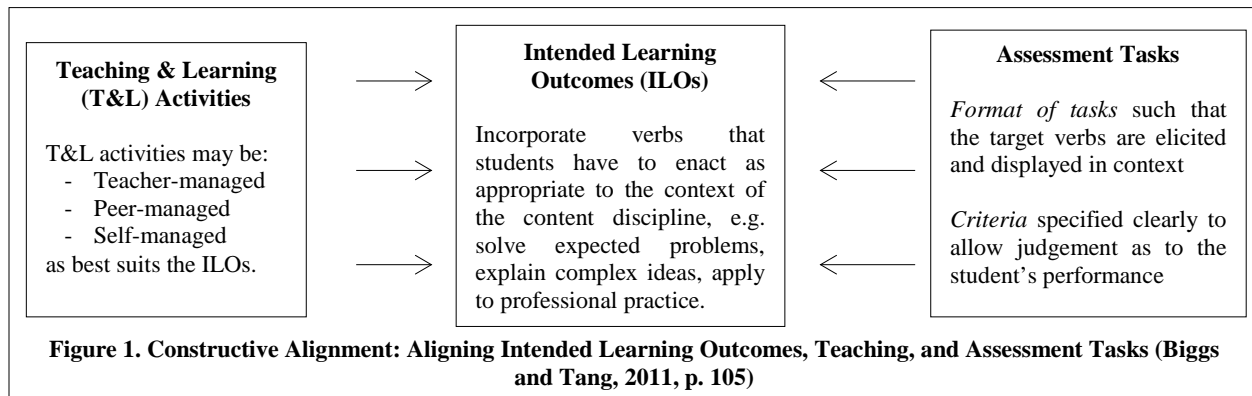 Teaching & Learning
(T&L) Activities
T&L activities may be:
- Teacher-managed
- Peer-managed
- Self-managed
as best suits the ILOs.
Intended Learning
Outcomes (ILOs)
Incorporate verbs that
students have to enact as
appropriate to the context of
the content discipline, e.g.
solve expected problems,
explain complex ideas, apply
to professional practice.
Assessment Tasks
Format of tasks such that
the target verbs are elicited
and displayed in context
Criteria specified clearly to
allow judgement as to the
student's performance
Figure 1. Constructive Alignment: Aligning Intended Learning Outcomes, Teaching, and Assessment Tasks (Biggs
and Tang, 2011, p. 105)